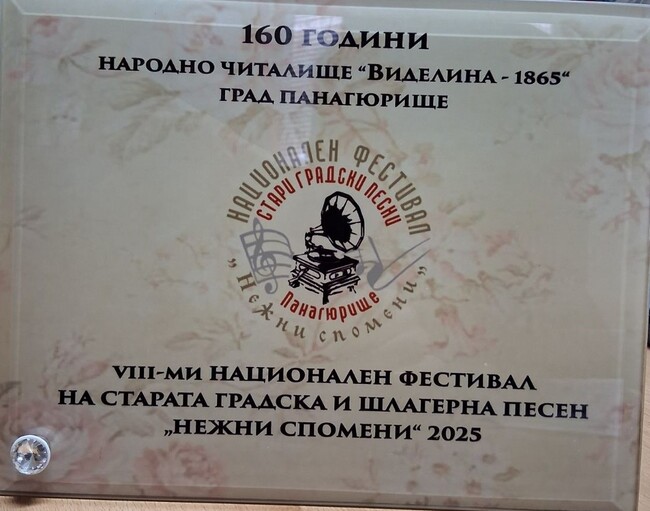 160 ГОДИНИ
НАРОДНО ЧИТАЛИЩЕ “ВИДЕЛИНА - 1865“
ГРАД ПАНАГЮРИЩЕ
НАЦИОНАЛЕН ФЕСТИВАЛ
СТАРИ ГРАДСКИ ПЕСНИ
Панагюрище
„Нежни спомени”
VIII-МИ НАЦИОНАЛЕН ФЕСТИВАЛ
НА СТАРАТА ГРАДСКА И ШЛАГЕРНА ПЕСЕН
„НЕЖНИ СПОМЕНИ“ 2025